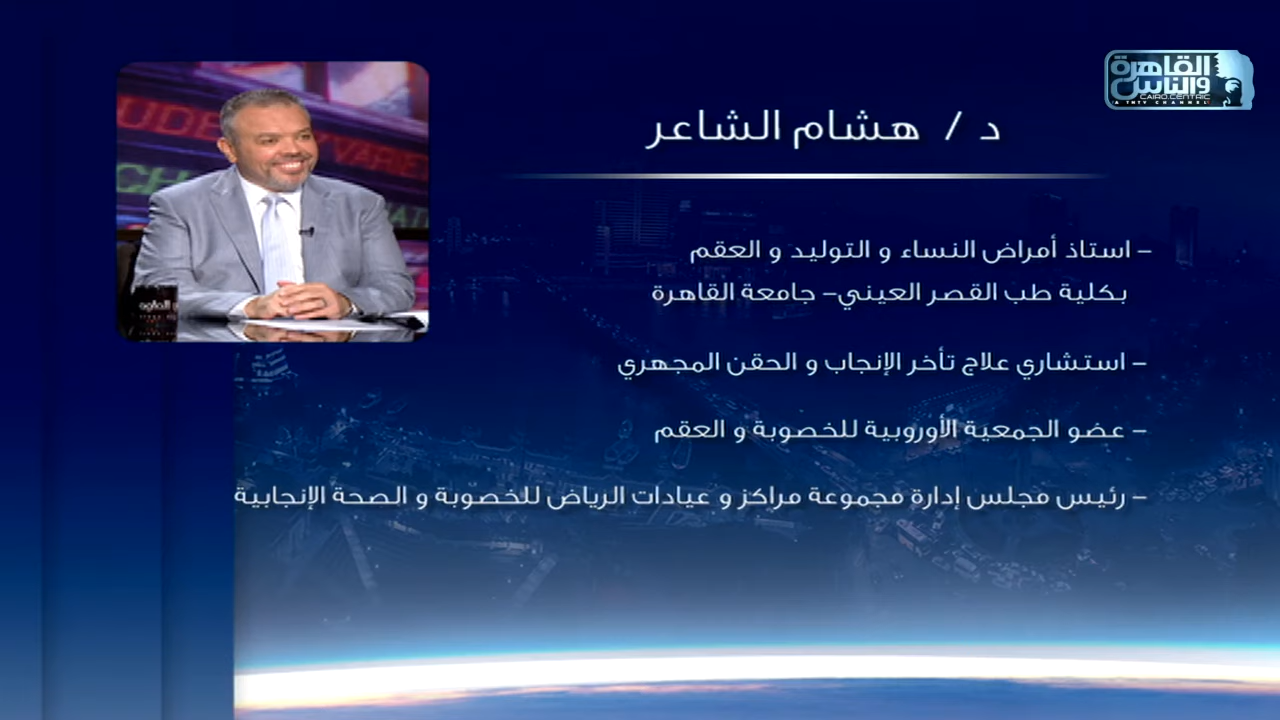 القاهرة
والناس
CAIRO.CENTRIC
A TNTV CHANNEL
د / هشام الشاعر
- استاذ أمراض النساء و التوليد و العقم
بكلية طب القصر العيني- جامعة القاهرة
- استشاري علاج تأخر الإنجاب و الحقن المجهري
- عضو الجمعية الأوروبية للخصوبة و العقم
- رئيس مجلس إدارة مجموعة مراكز و عيادات الرياض للخصوبة و الصحة الإنجابية